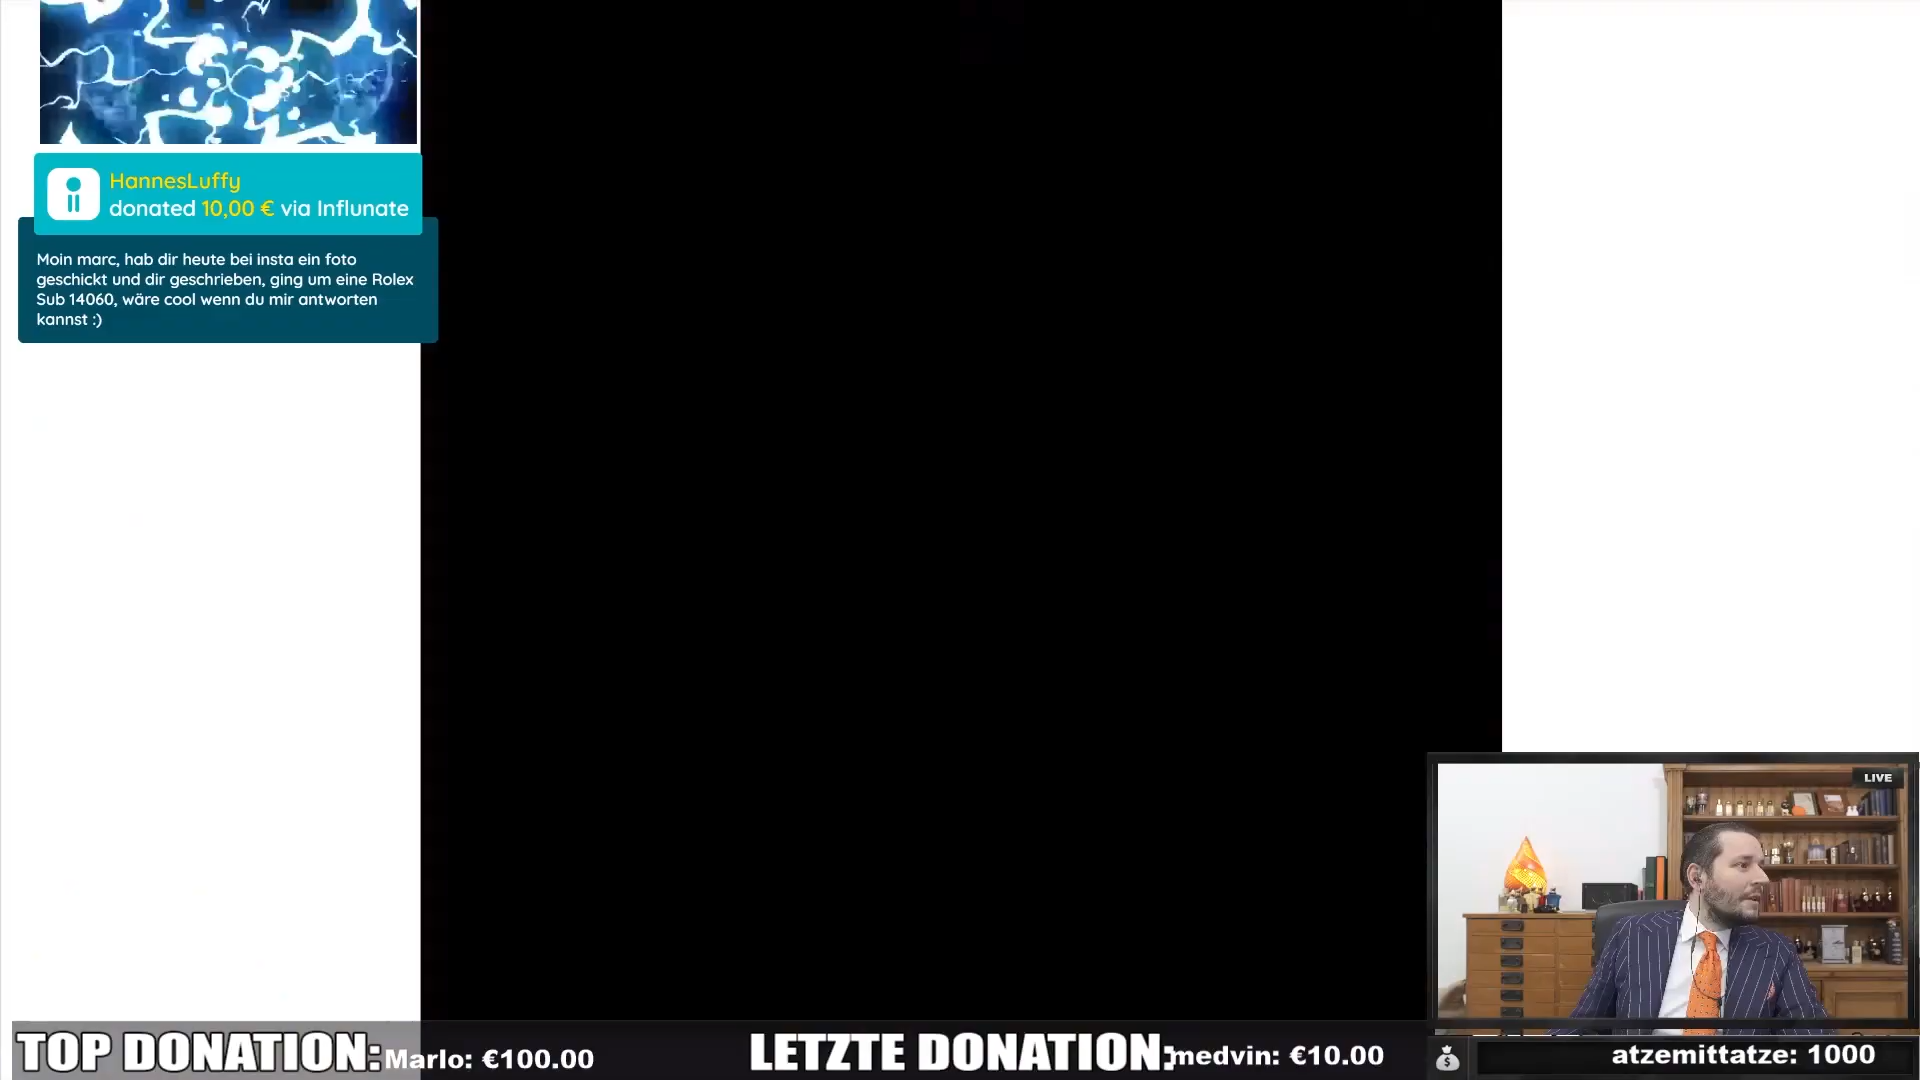 HannesLuffy
donated 10,00 € via Influnate
Moin marc, hab dir heute bei insta ein foto
geschickt und dir geschrieben, ging um eine Rolex
Sub 14060, wäre cool wenn du mir antworten
kannst :)
LIVE
TOP DONATION: Marlo: €100.00
LETZTE DONATION: medvin: €10.00
atzemittatze: 1000